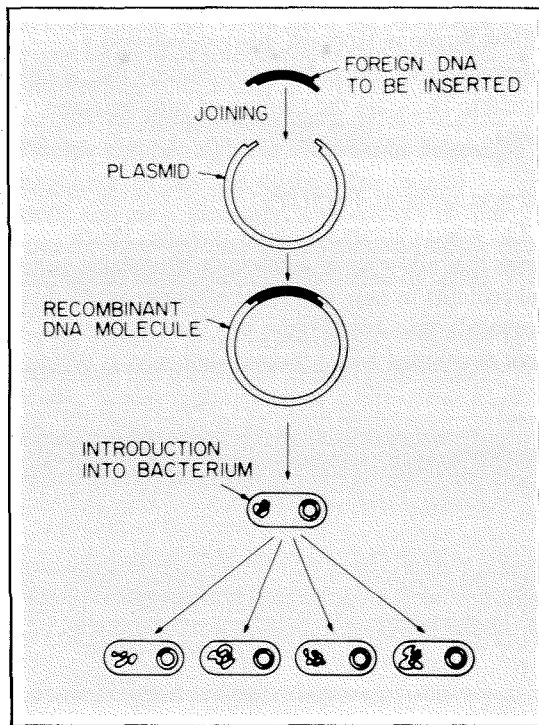 FOREIGN DNA
TO BE INSERTED
JOINING
PLASMID
RECOMBINANT
DNA MOLECULE
INTRODUCTION
INTO BACTERIUM